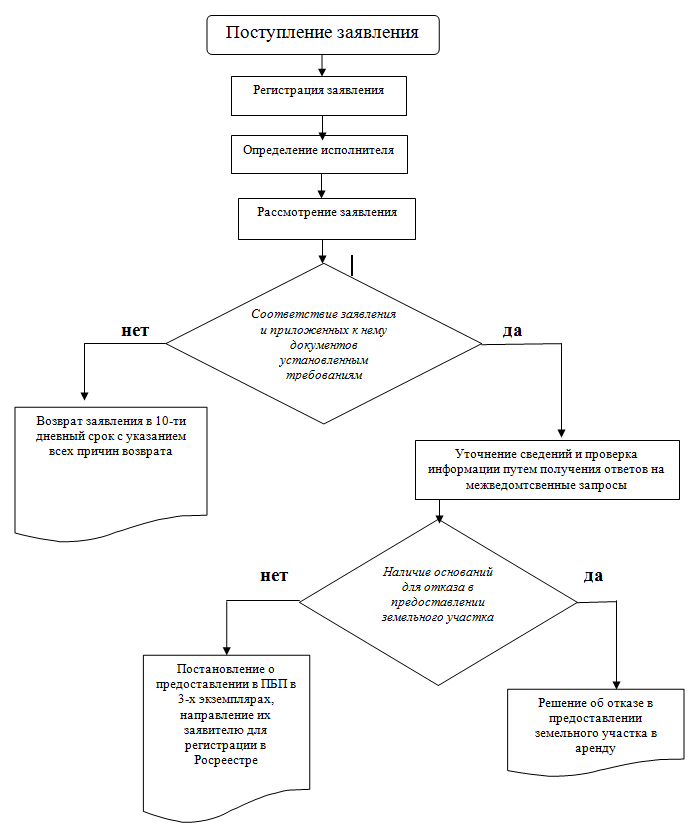 Поступление заявления
Регистрация заявления
Определение исполнителя
Рассмотрение заявления
Соответствие заявления
и приложенных к нему
документов
установленным
требованиям
нет
да
Возврат заявления в 10-ти
дневный срок с указанием
всех причин возврата
Уточнение сведений и проверка
информации путем получения ответов на
межведомтсвенные запросы
Наличие оснований
для отказа в
предоставлении
земельного участка
нет
да
Постановление о
предоставлении в ПБП в
3-х экземплярах,
направление их
заявителю для
регистрации в
Росреестре
Решение об отказе в
предоставлении
земельного участка в
аренду